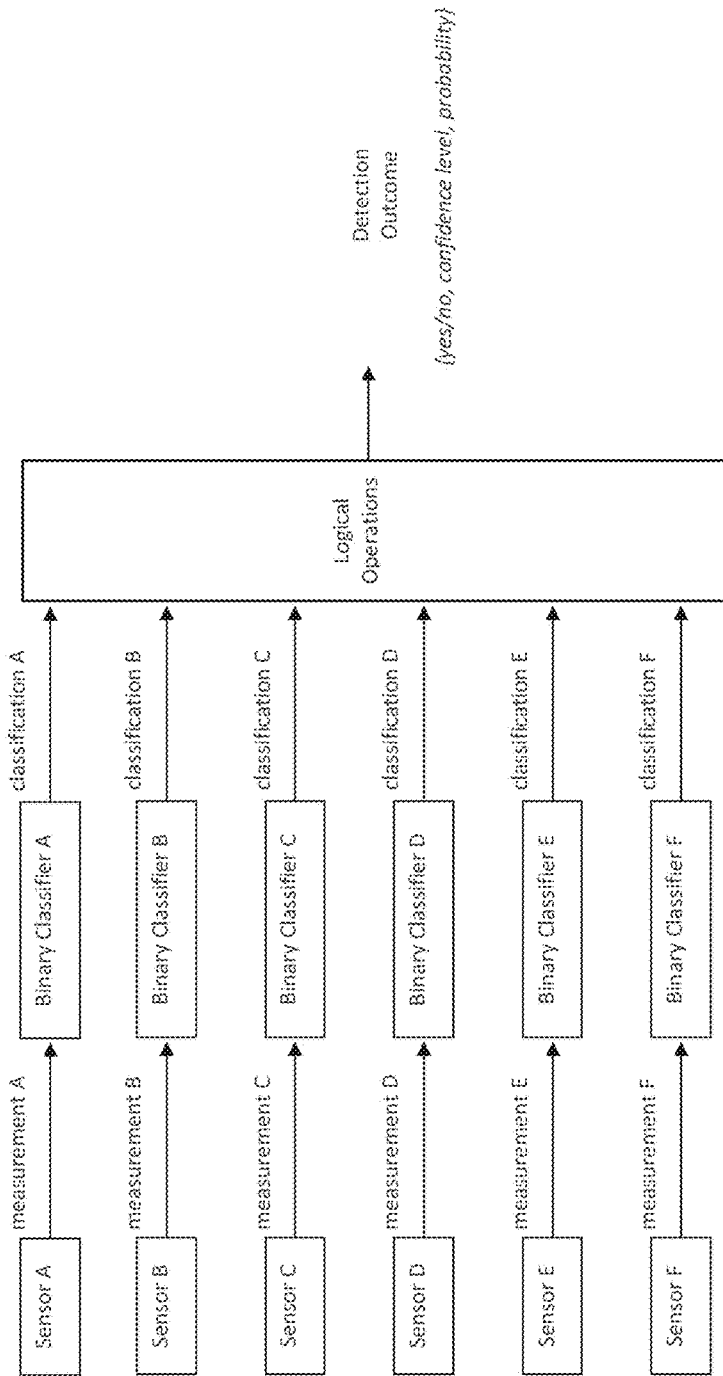 Sensor A
measurement A
Binary Classifier A
classification A
Sensor B
measurement B
Binary Classifier B
classification B
Sensor C
measurement C
Binary Classifier C
classification C
Sensor D
measurement D
Binary Classifier D
classification D
Sensor E
measurement E
Binary Classifier E
classification E
Sensor F
measurement F
Binary Classifier F
classification F
Logical
Operations
Detection
Outcome
(yes/no, confidence level, probability)